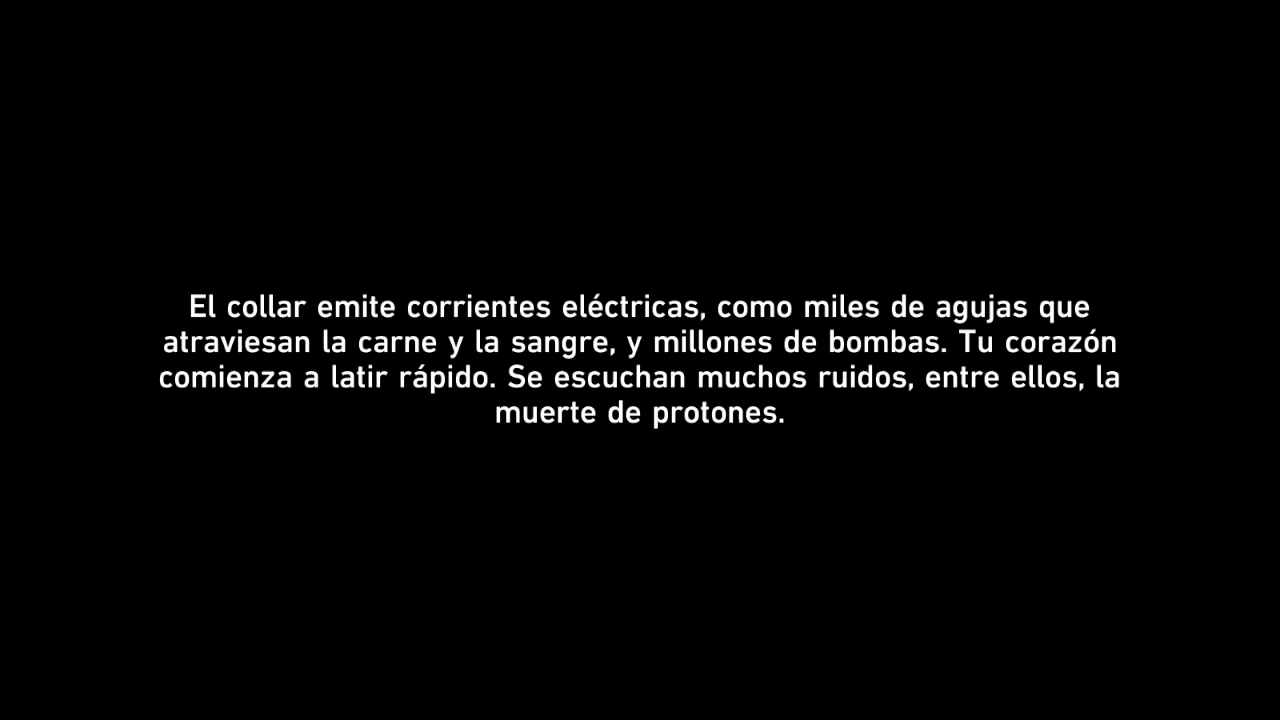 El collar emite corrientes eléctricas, como miles de agujas que
atraviesan la carne y la sangre, y millones de bombas. Tu corazón
comienza a latir rápido. Se escuchan muchos ruidos, entre ellos, la
muerte de protones.